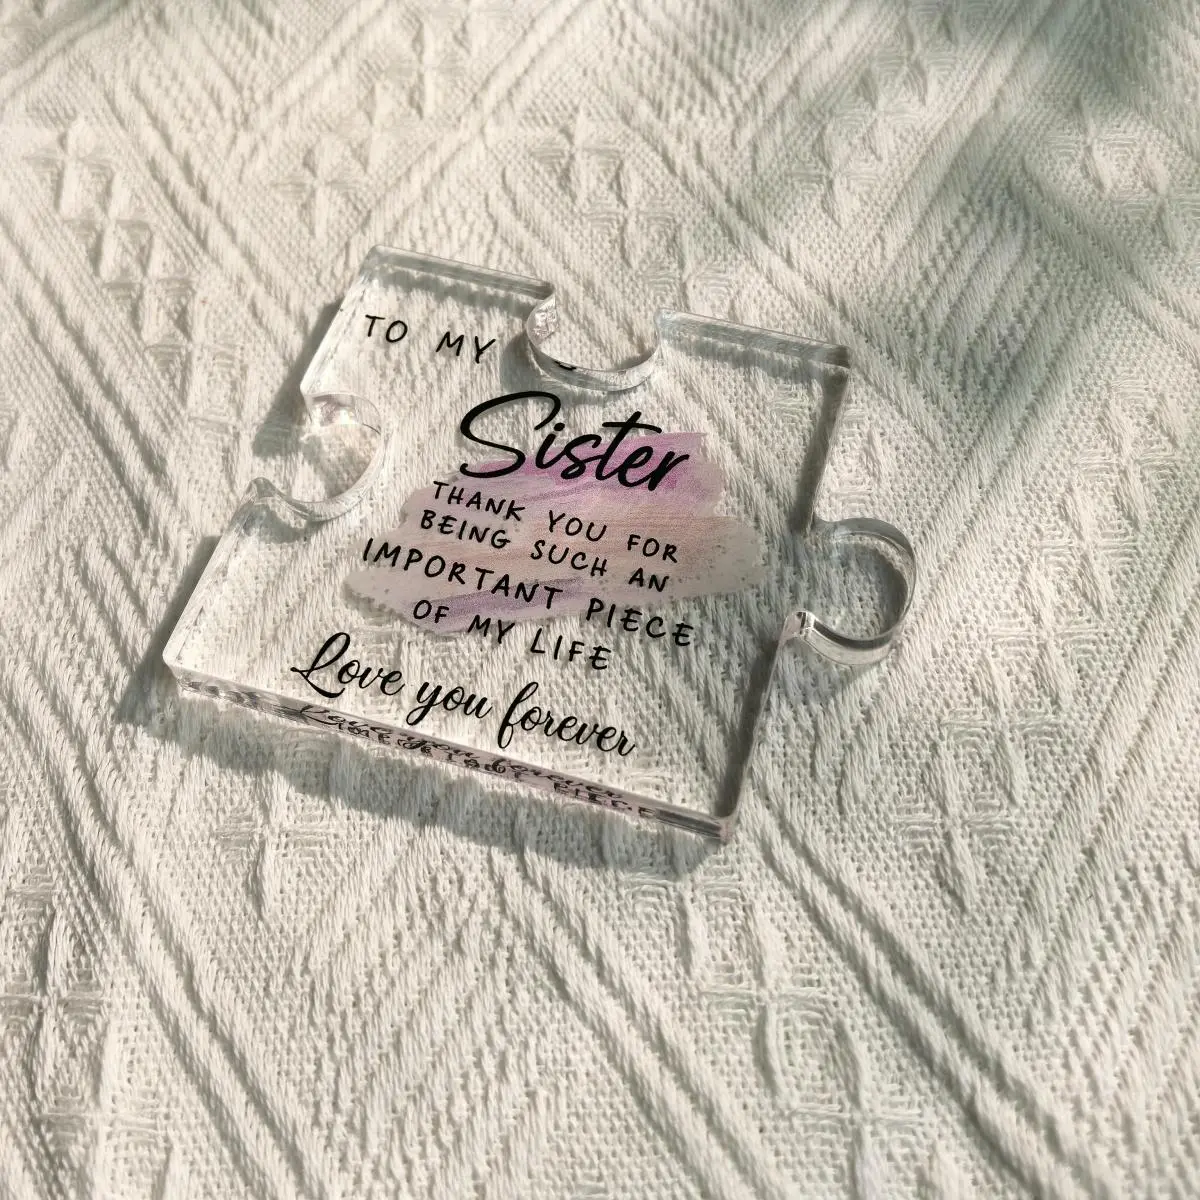 TO MY
Sister
THANK YOU FOR
BEING SUCH AN
IMPORTANT PIECE
OF MY LIFE
Love you forever